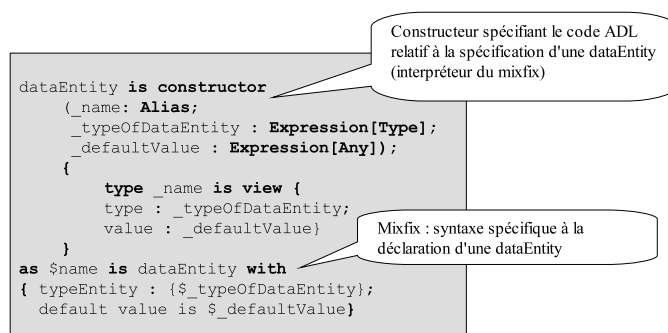 Constructeur spécifiant le code ADL
relatif à la spécification d'une dataEntity
(interpréteur du mixfix)
dataEntity is constructor
(_name: Alias;
_typeOfDataEntity : Expression[Type];
_defaultValue : Expression[Any]);
{
type _name is view {
type : _typeOfDataEntity;
value : _defaultValue}
}
as $name is dataEntity with
{ typeEntity : {$_typeOfDataEntity};
default value is $_defaultValue}
Mixfix : syntaxe spécifique à la
déclaration d'une dataEntity